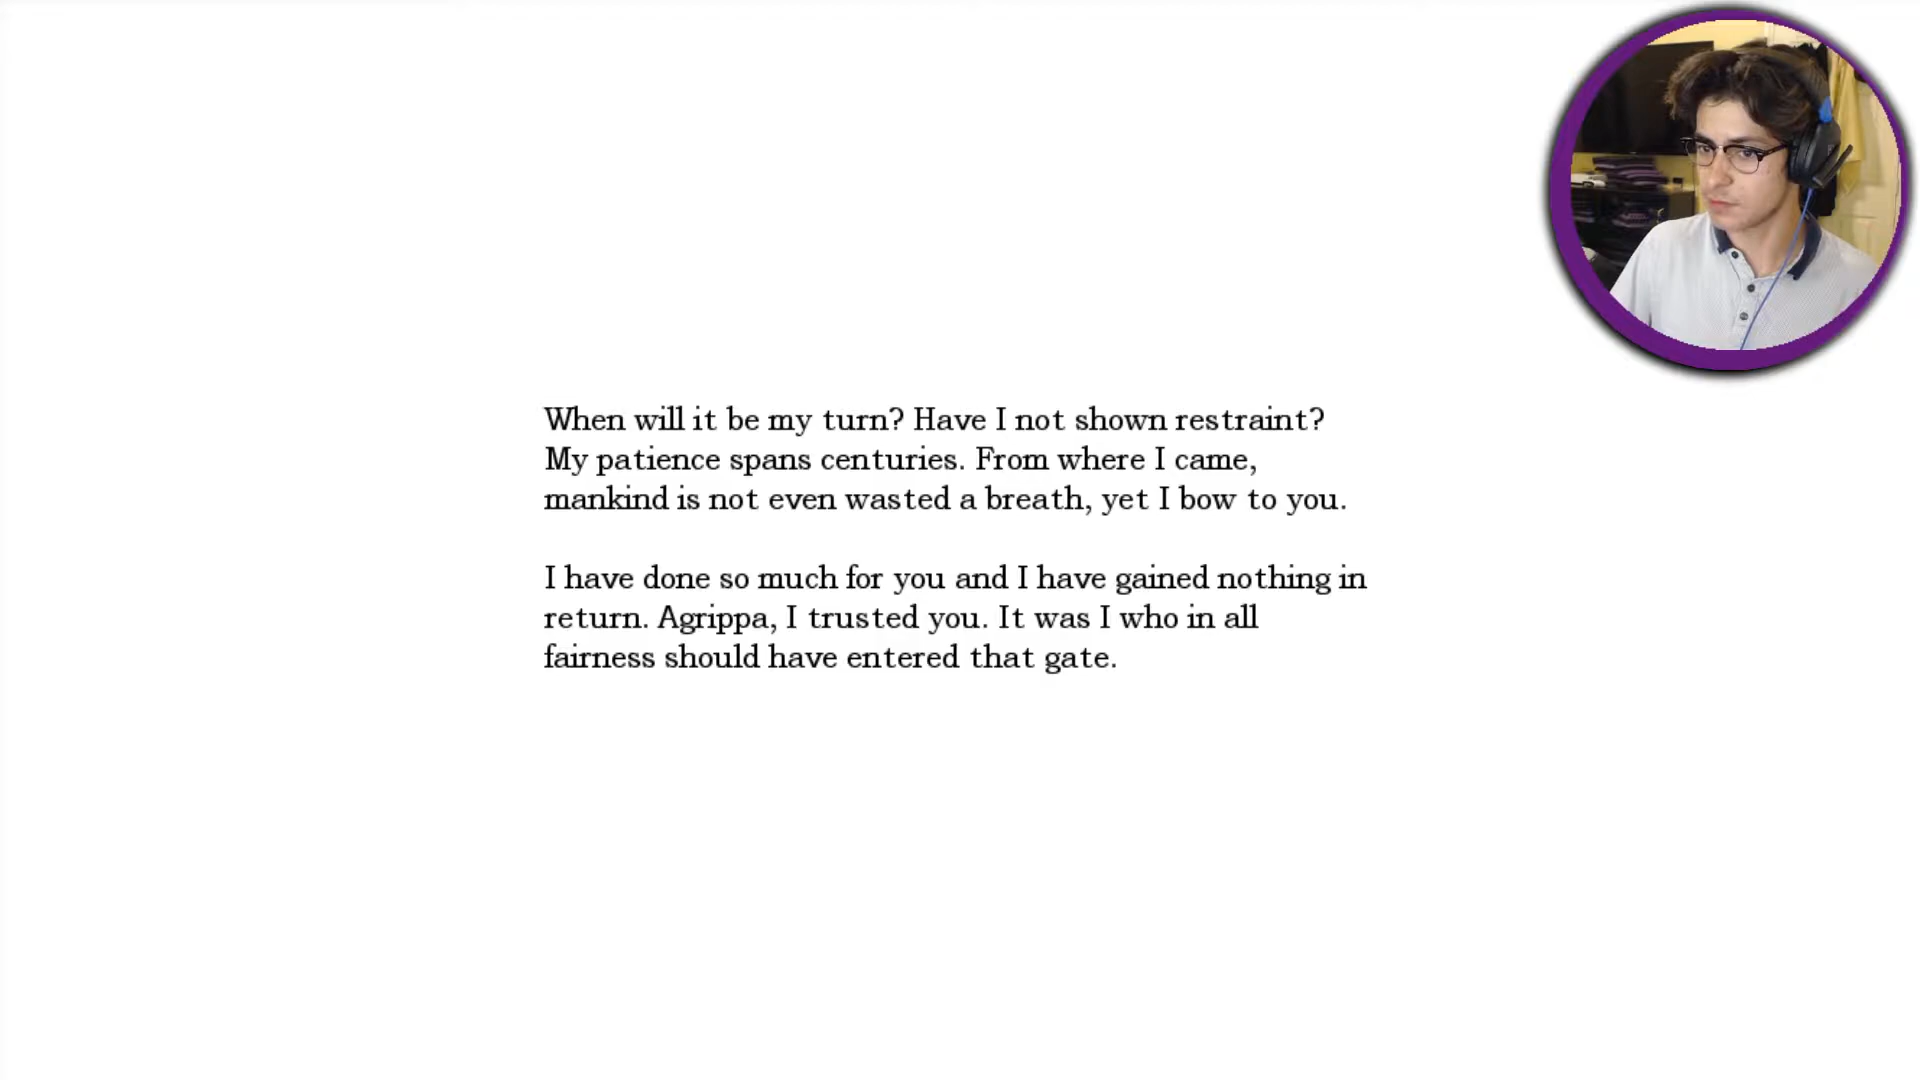 When will it be my turn? Have I not shown restraint?
My patience spans centuries. From where I came,
mankind is not even wasted a breath, yet I bow to you.
I have done so much for you and I have gained nothing in
return. Agrippa, I trusted you. It was I who in all
fairness should have entered that gate.